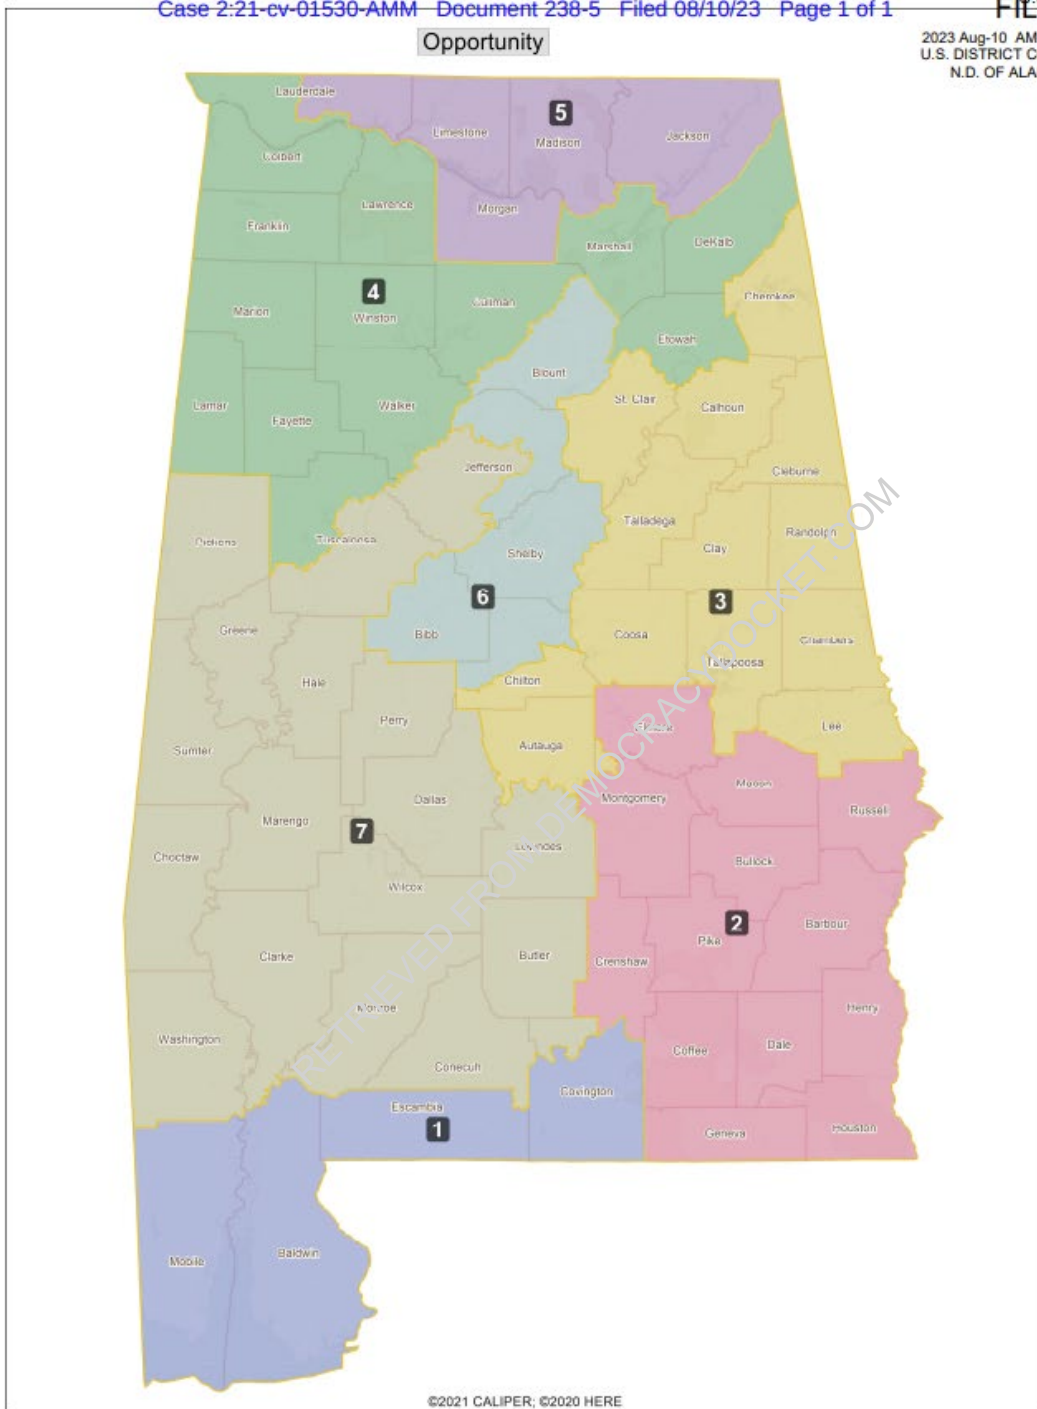 Case 2:21-cv-01530-AMM Document 238-5 Filed 08/10/23 Page 1 of 1
FIL
2023 Aug-10 AM
U.S. DISTRICT C
N.D. OF ALA
Opportunity
Lauderdale
5
Limestone
Madison
Jackson
Colbert
Lawrence
Morgan
Franklin
Marshall
DeKalb
4
Marion
Winston
Cullman
Cherokee
Etowah
Blount
Lamar
Fayette
Walker
St. Clair
Calhoun
Jefferson
Cleburne
Pickens
Tuscaloosa
Talladega
Randolph
Shelby
Clay
6
3
Greene
Bibb
Coosa
Chambers
Tallapoosa
Hale
Chilton
Perry
Elmore
Lee
Sumter
Autauga
Macon
Dallas
Montgomery
Russell
Marengo
7
Lowndes
Choctaw
Bullock
Wilcox
2
Barbour
Pike
Clarke
Butler
Crenshaw
Monroe
Henry
Washington
Coffee
Dale
Conecuh
Covington
Escambia
1
Geneva
Houston
Mobile
Baldwin
RETRIEVED FROM DEMOCRACYDOCKET.COM
©2021 CALIPER; ©2020 HERE